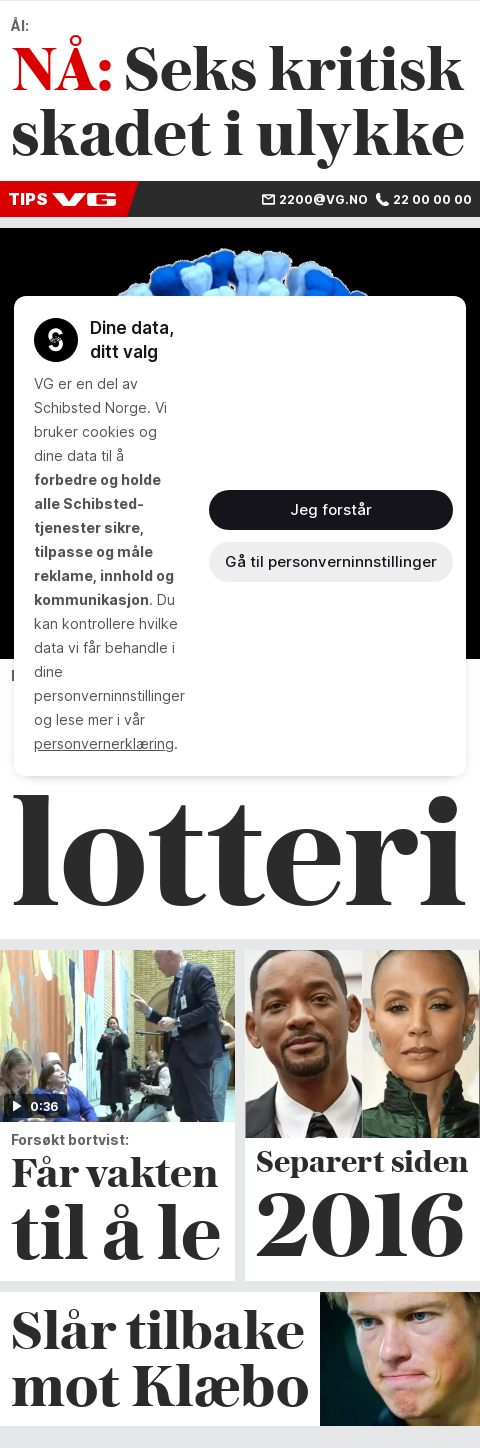 Ål:
NÅ: Seks kritisk
skadet i ulykke
TIPS VG
2200@VG.NO 22 00 00 00
Dine data,
ditt valg
VG er en del av
Schibsted Norge. Vi
bruker cookies og
dine data til å
forbedre og holde
alle Schibsted-
tjenester sikre,
tilpasse og måle
reklame, innhold og
kommunikasjon. Du
kan kontrollere hvilke
data vi får behandle i
dine
personverninnstillinger
og lese mer i vår
personvernerklæring.
Jeg forstår
Gå til personverninnstillinger
lotteri
0:36
Forsøkt bortvist:
Får vakten
til å le
Separert siden
2016
Slår tilbake
mot Klæbo